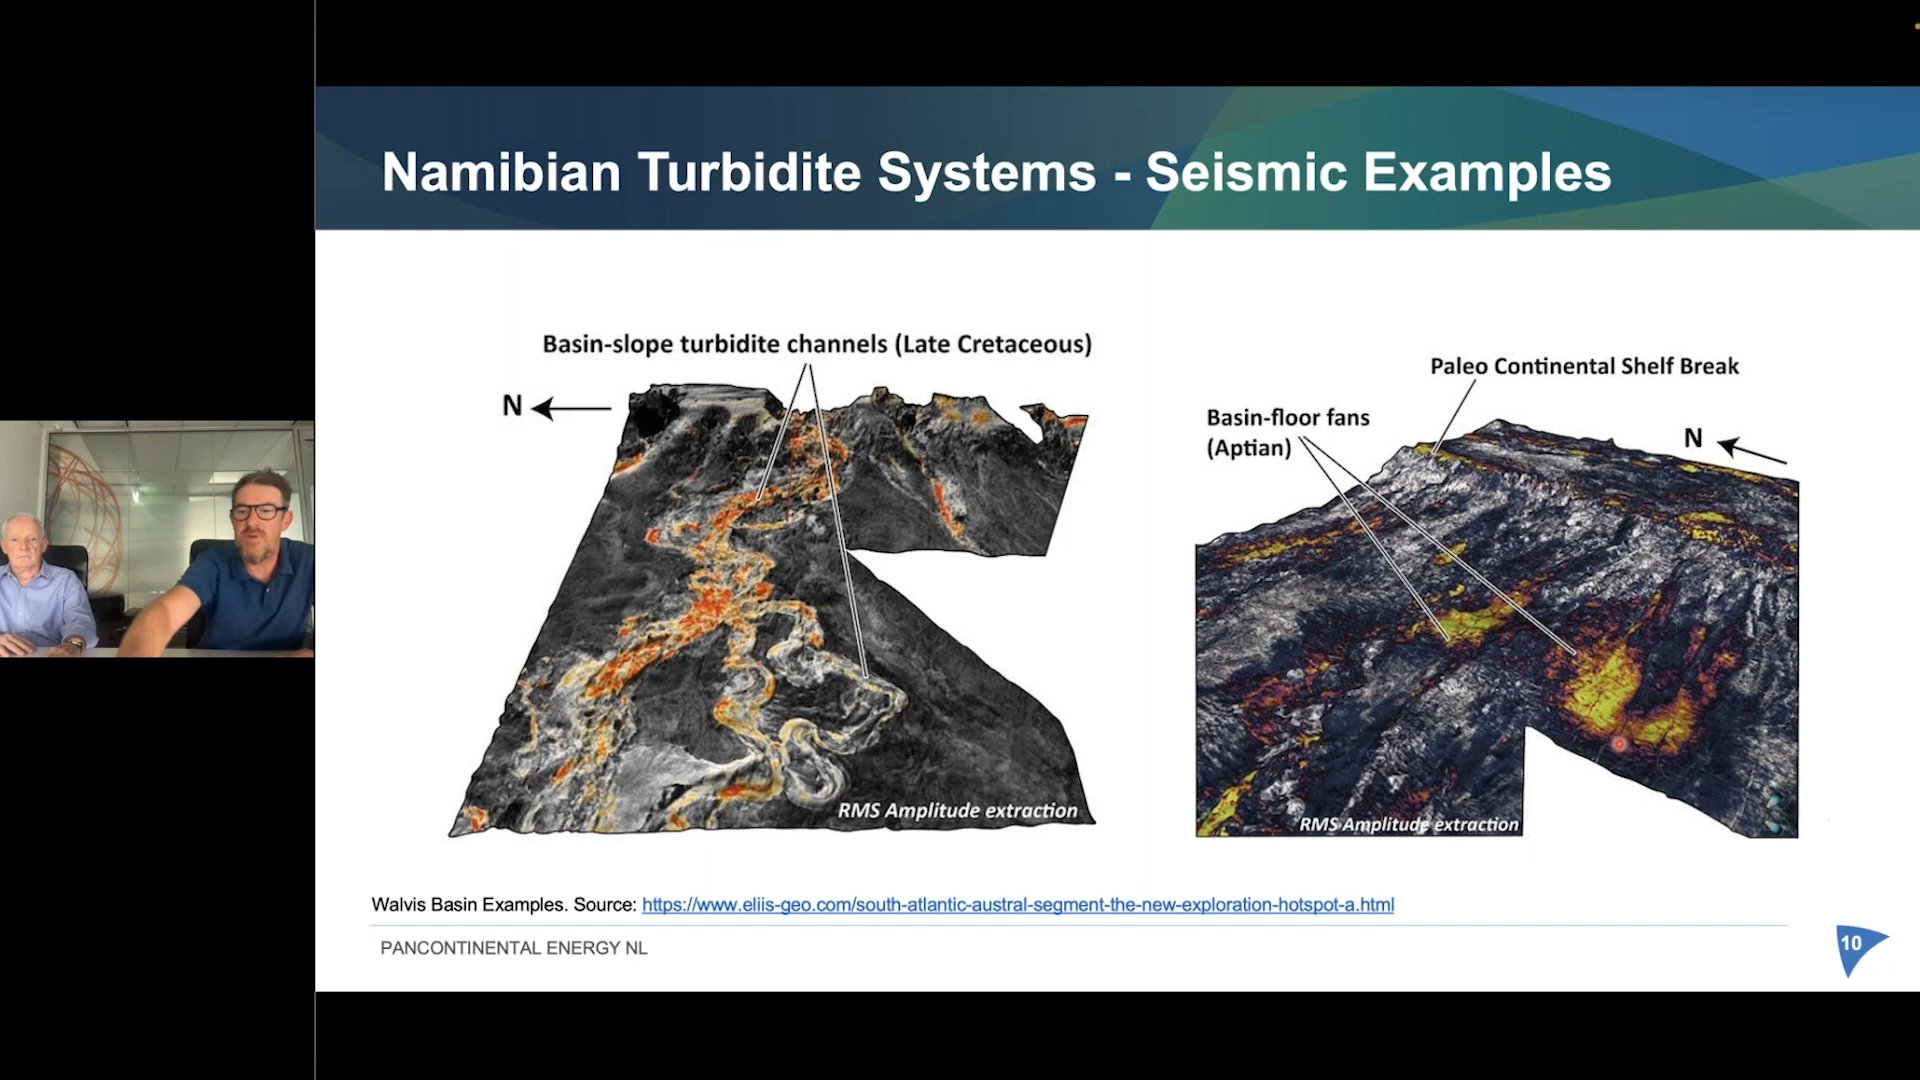 Namibian Turbidite Systems - Seismic Examples
Basin-slope turbidite channels (Late Cretaceous)
N
RMS Amplitude extraction
Paleo Continental Shelf Break
Basin-floor fans
(Aptian)
N
RMS Amplitude extraction
Walvis Basin Examples. Source: https://www.eliis-geo.com/south-atlantic-austral-segment-the-new-exploration-hotspot-a.html
PANCONTINENTAL ENERGY NL
10